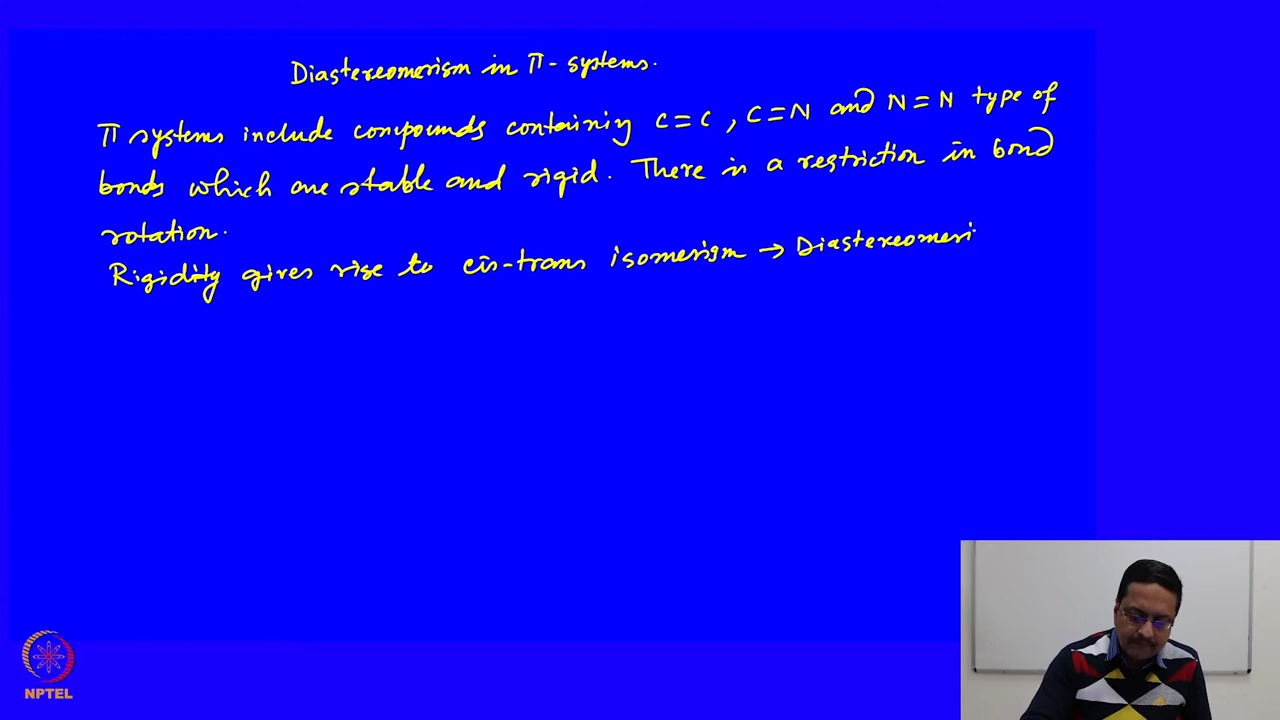 Diastereomerism in π-systems.
π systems include compounds containing C=C, C=N and N=N type of
bonds which are stable and rigid. There is a restriction in bond
rotation.
Rigidity gives rise to cis-trans isomerism → Diastereomeri
NPTEL